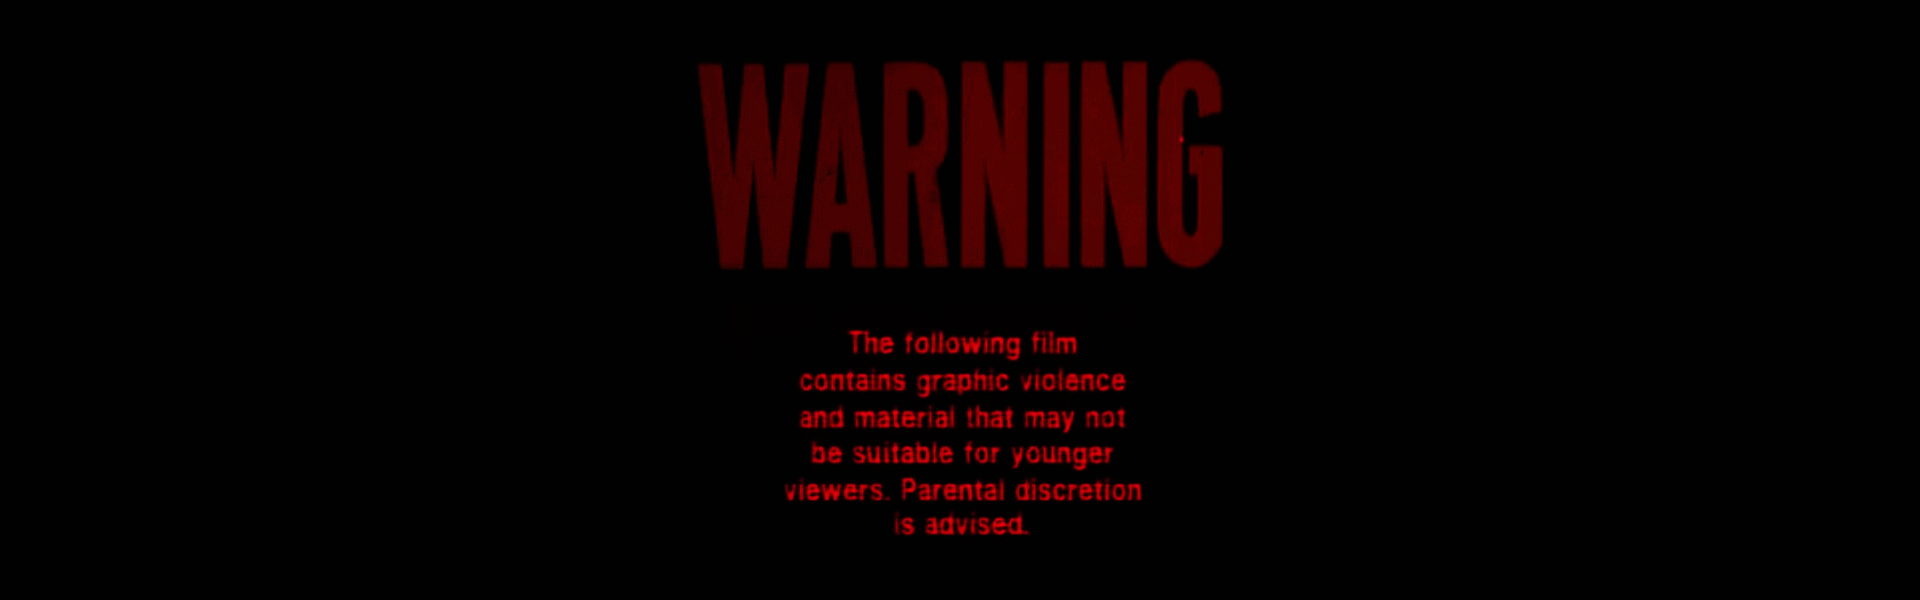 WARNING
The following film
contains graphic violence
and material that may not
be suitable for younger
viewers. Parental discretion
is advised.